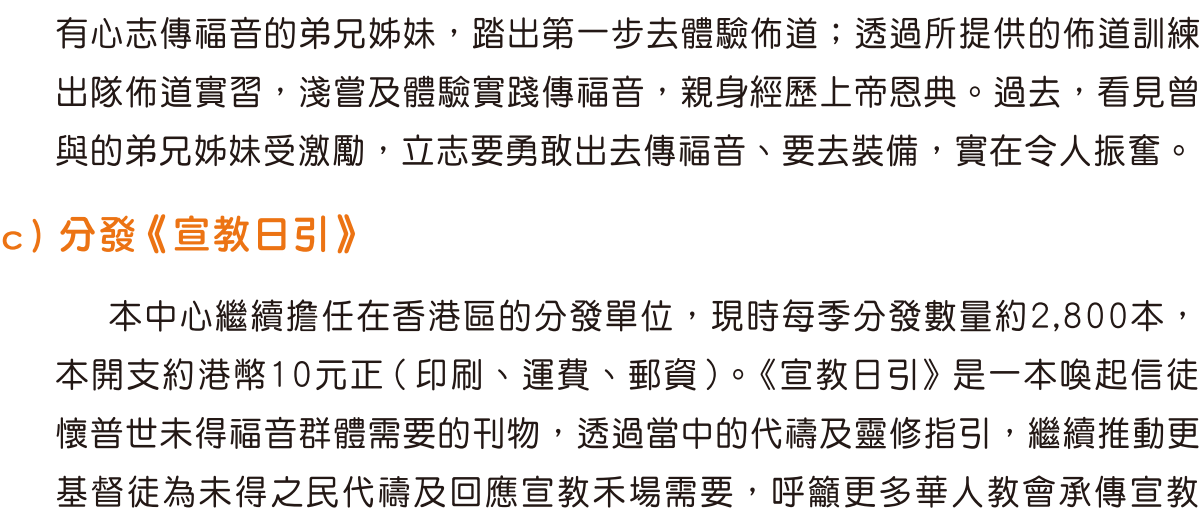 有心志傳福音的弟兄姊妹，踏出第一步去體驗佈道；透過所提供的佈道訓練
出隊佈道實習，淺嘗及體驗實踐傳福音，親身經歷上帝恩典。過去，看見曾
與的弟兄姊妹受激勵，立志要勇敢出去傳福音、要去裝備，實在令人振奮。
c) 分發《宣教日引》
本中心繼續擔任在香港區的分發單位，現時每季分發數量約2,800本，
本開支約港幣10元正（印刷、運費、郵資）。《宣教日引》是一本喚起信徒
懷普世未得福音群體需要的刊物，透過當中的代禱及靈修指引，繼續推動更
基督徒為未得之民代禱及回應宣教禾場需要，呼籲更多華人教會承傳宣教